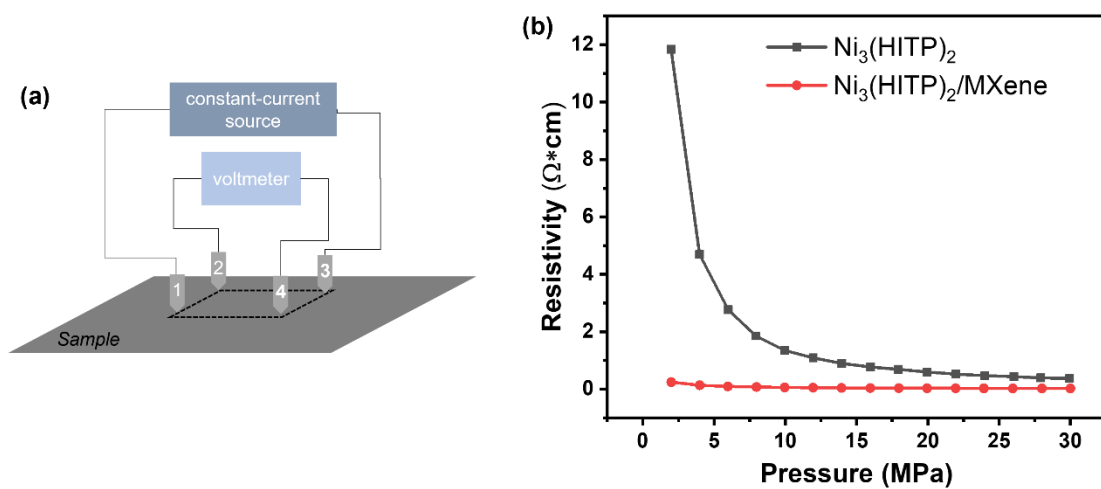 (a)
constant-current
source
voltmeter
1
2
3
4
Sample
(b)
Ni₃(HITP)₂
Ni₃(HITP)₂/MXene
Resistivity (Ω*cm)
12
10
8
6
4
2
0
0 5 10 15 20 25 30
Pressure (MPa)